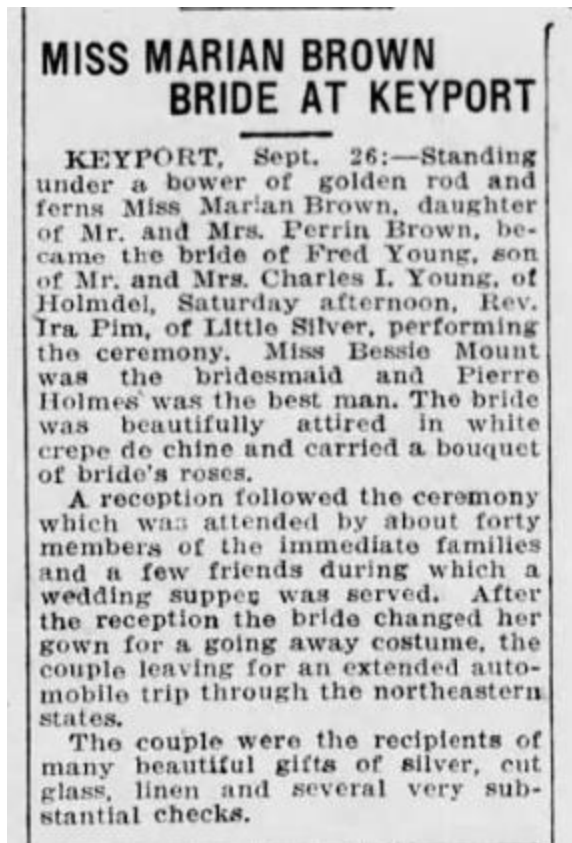 MISS MARIAN BROWN
BRIDE AT KEYPORT
KEYPORT, Sept. 26:—Standing
under a bower of golden rod and
ferns Miss Marian Brown, daughter
of Mr. and Mrs. Perrin Brown, be-
came the bride of Fred Young, son
of Mr. and Mrs. Charles I. Young, of
Holmdel, Saturday afternoon, Rev.
Ira Pim, of Little Silver, performing
the ceremony. Miss Bessie Mount
was the bridesmaid and Pierre
Holmes was the best man. The bride
was beautifully attired in white
crepe de chine and carried a bouquet
of bride's roses.
A reception followed the ceremony
which was attended by about forty
members of the immediate families
and a few friends during which a
wedding supper was served. After
the reception the bride changed her
gown for a going away costume, the
couple leaving for an extended auto-
mobile trip through the northeastern
states.
The couple were the recipients of
many beautiful gifts of silver, cut
glass, linen and several very sub-
stantial checks.